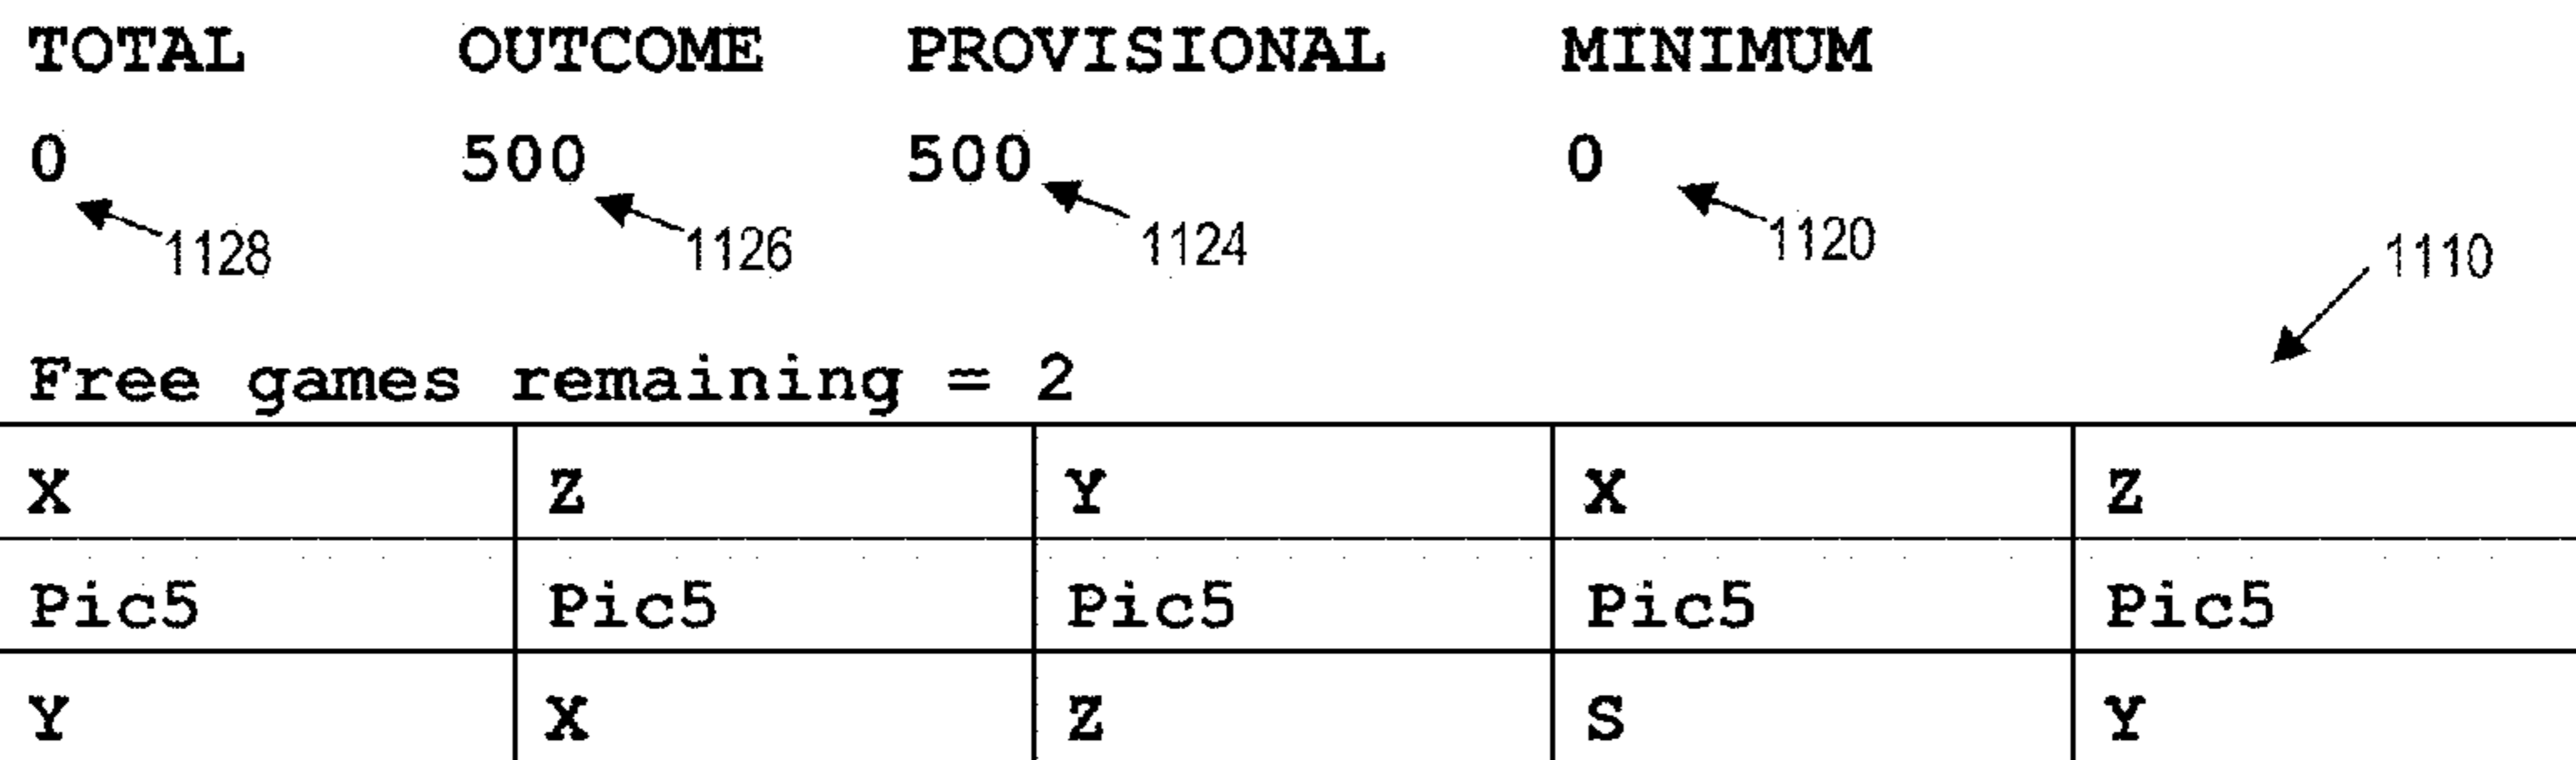 TOTAL OUTCOME PROVISIONAL MINIMUM
0 500 500 0
1128 1126 1124 1120 1110
Free games remaining = 2
X Z Y X Z
Pic5 Pic5 Pic5 Pic5 Pic5
Y X Z S Y